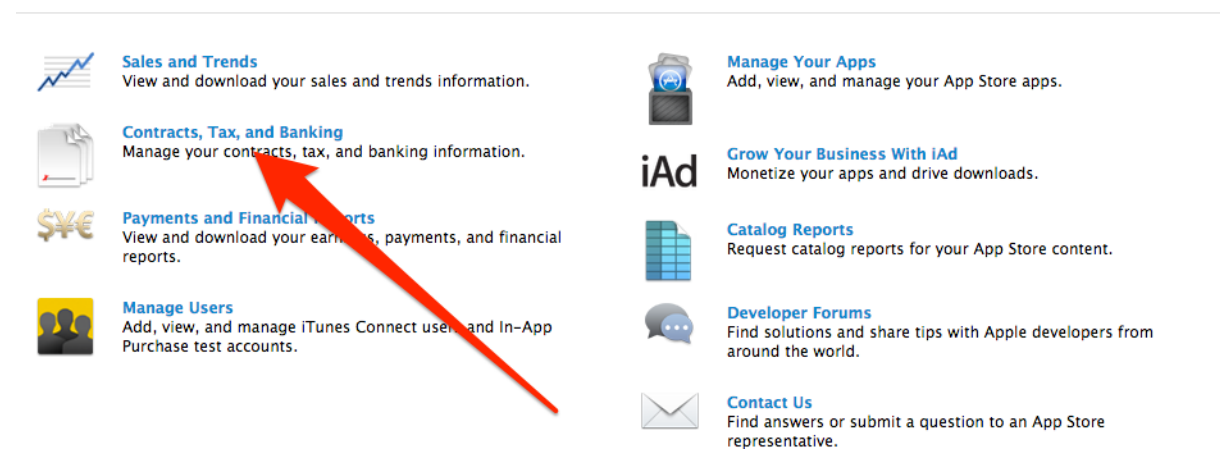 Sales and Trends
View and download your sales and trends information.
Contracts, Tax, and Banking
Manage your contracts, tax, and banking information.
$¥€
Payments and Financial
View and download your payments, and financial
reports.
Manage Users
Add, view, and manage iTunes Connect users and In-App
Purchase test accounts.
Manage Your Apps
Add, view, and manage your App Store apps.
iAd
Grow Your Business With iAd
Monetize your apps and drive downloads.
Catalog Reports
Request catalog reports for your App Store content.
Developer Forums
Find solutions and share tips with Apple developers from
around the world.
Contact Us
Find answers or submit a question to an App Store
representative.